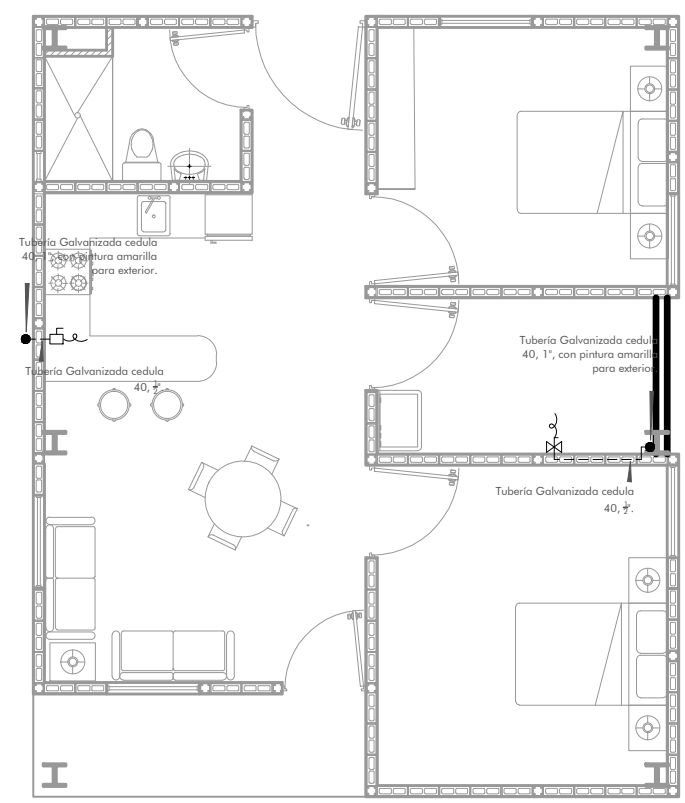 Tubería Galvanizada cedula
40, 1", con pintura amarilla
para exterior.
Tubería Galvanizada cedula
40, ½".
Tubería Galvanizada cedula
40, 1", con pintura amarilla
para exterior.
Tubería Galvanizada cedula
40, ½".